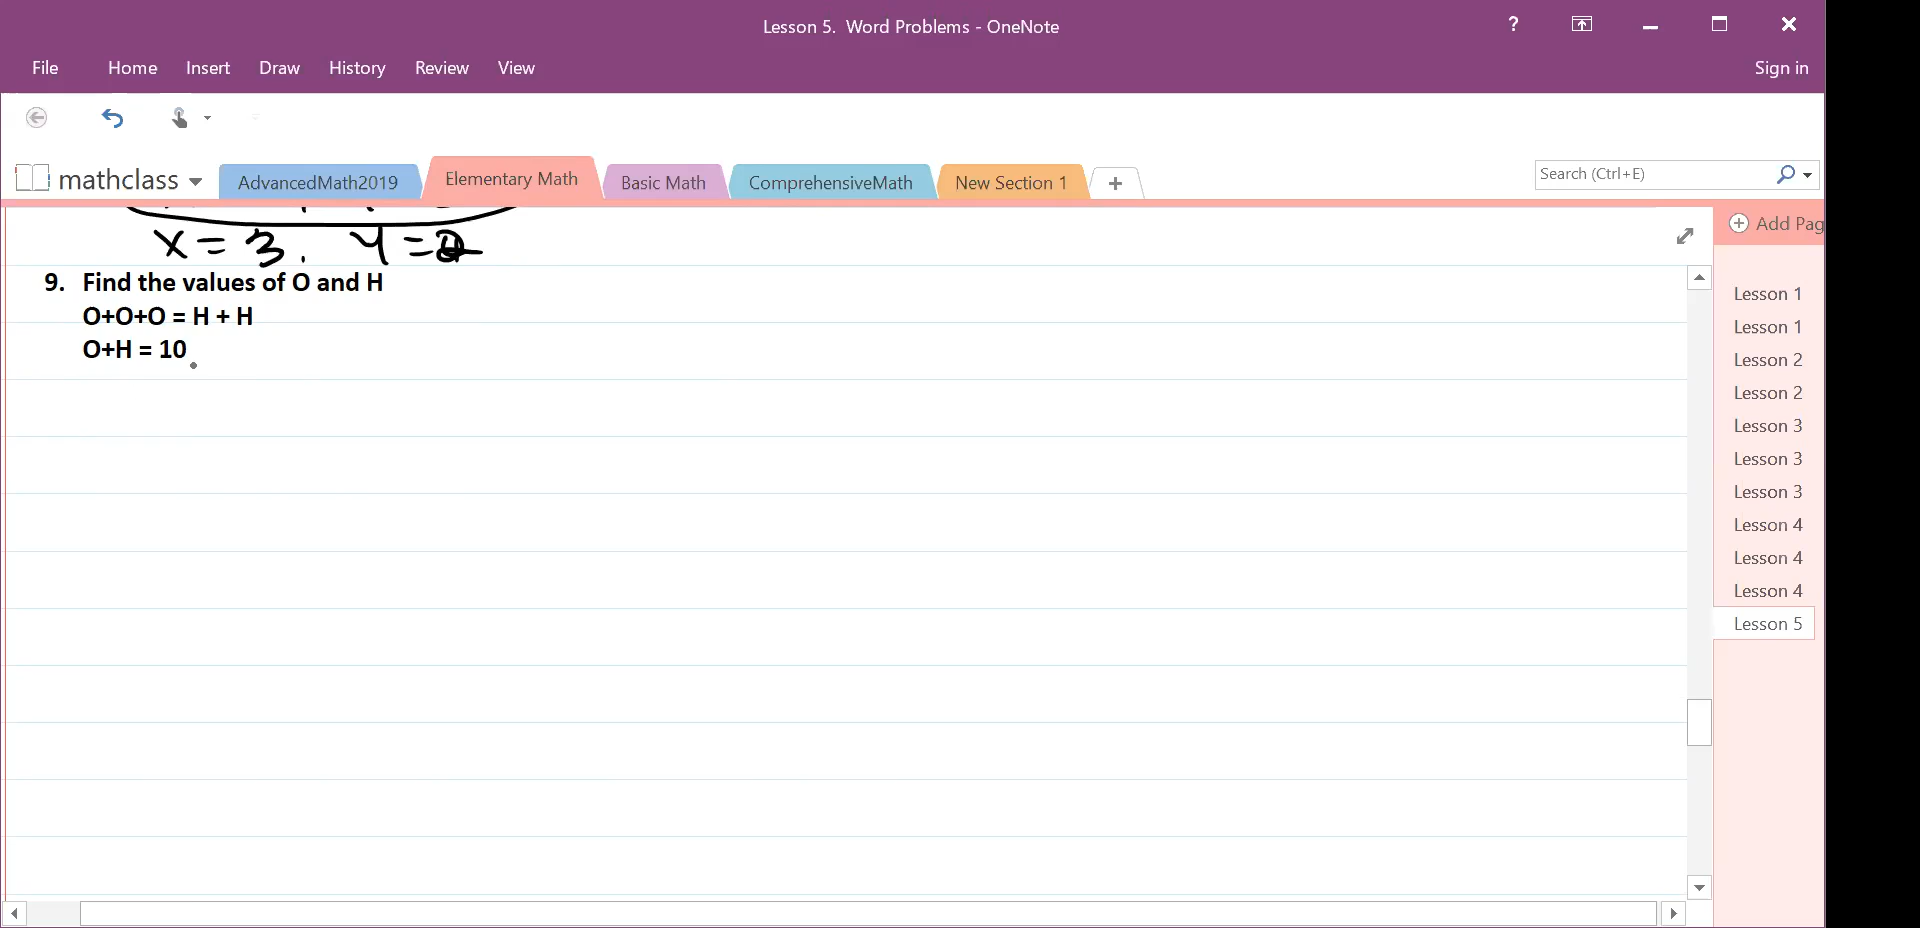 Lesson 5.  Word Problems - OneNote
?
File Home Insert Draw History Review View
Sign in
mathclass
AdvancedMath2019
Elementary Math
Basic Math
ComprehensiveMath
New Section 1
+
Search (Ctrl+E)
Add Pag
x = 3, y =
9. Find the values of O and H
O+O+O = H + H
O+H = 10
Lesson 1
Lesson 1
Lesson 2
Lesson 2
Lesson 3
Lesson 3
Lesson 3
Lesson 4
Lesson 4
Lesson 4
Lesson 5